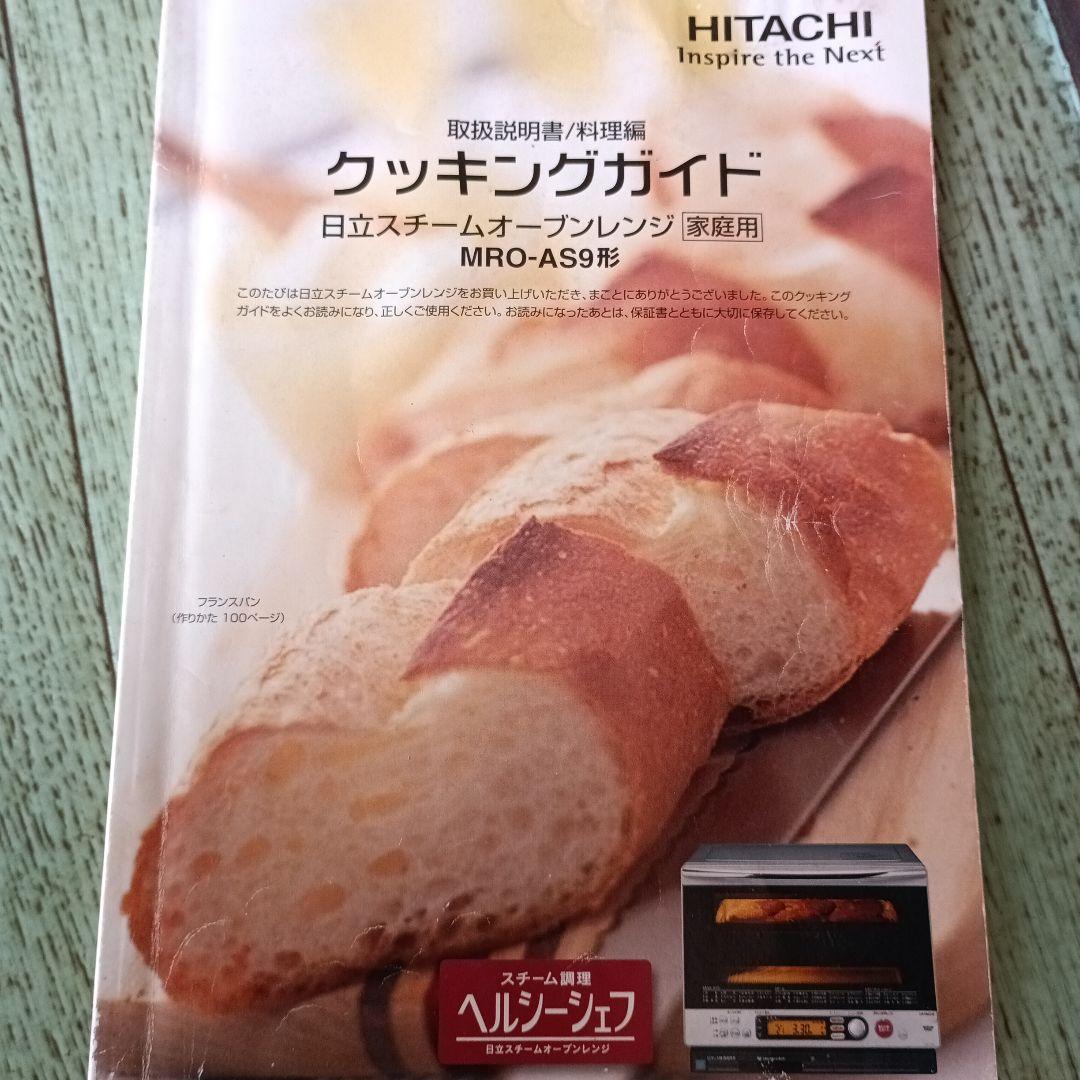 HITACHI
Inspire the Next
取扱説明書/料理編
クッキングガイド
日立スチームオーブンレンジ 家庭用
MRO-AS9形
このたびは日立スチームオーブンレンジをお買い上げいただき、まことにありがとうございました。このクッキング
ガイドをよくお読みになり、正しくご使用ください。お読みになったあとは、保証書とともに大切に保存してください。
フランスパン
(作りかた 100ページ)
スチーム調理
ヘルシーシェフ
日立スチームオーブンレンジ
3.30